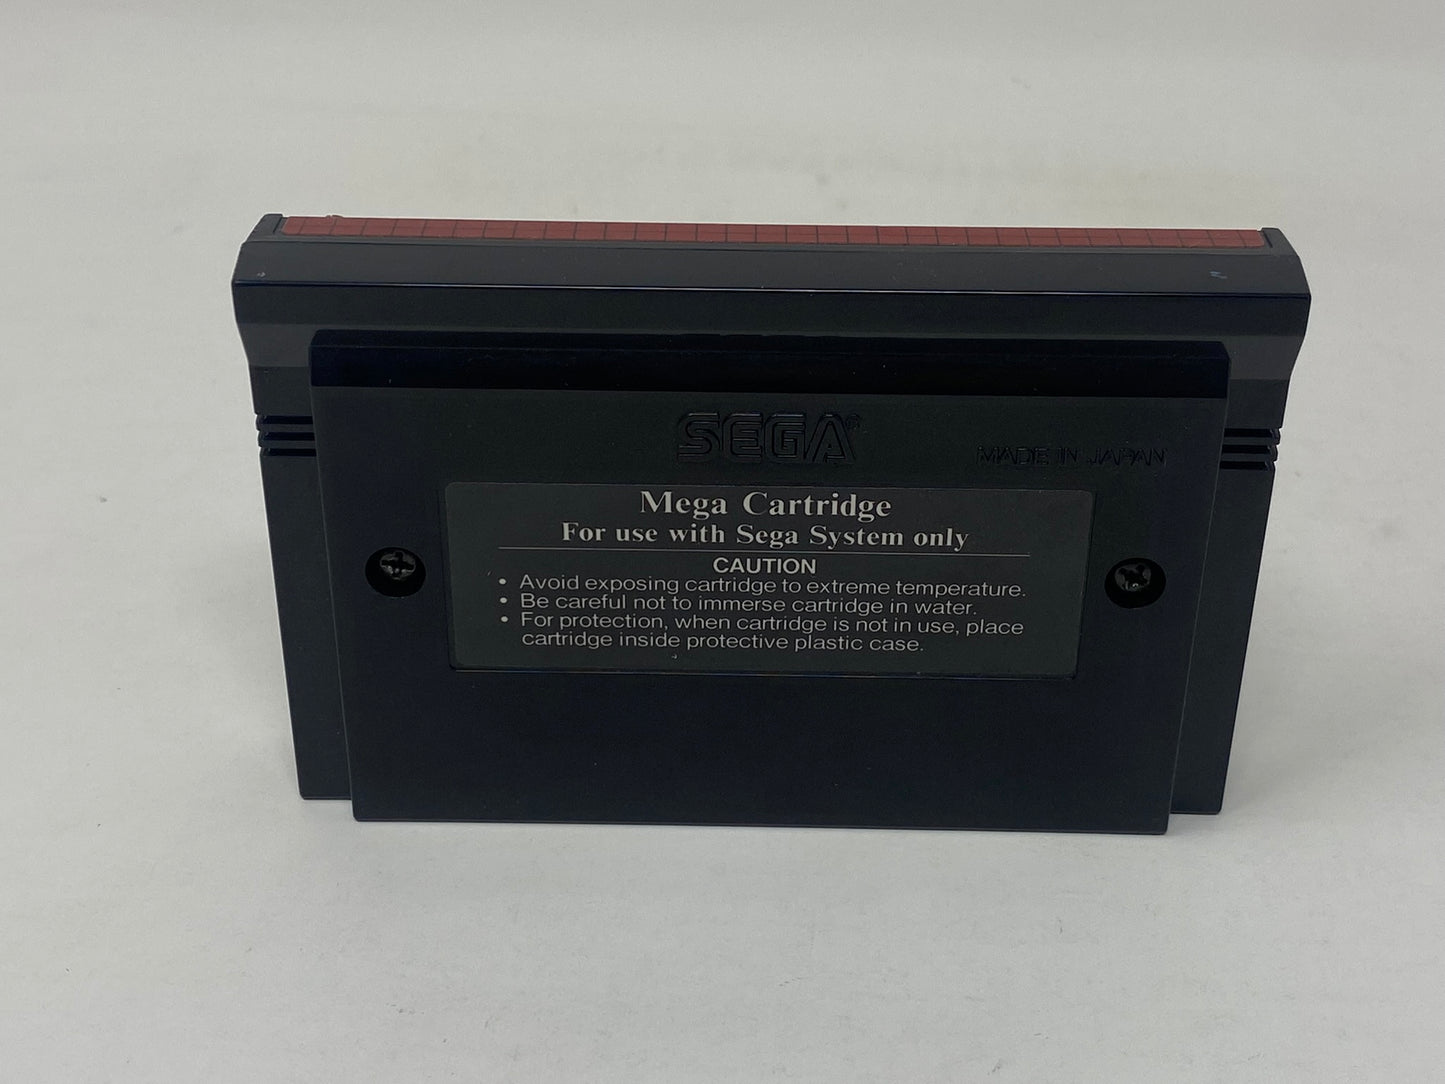 SEGA®
MADE IN JAPAN
Mega Cartridge
For use with Sega System only
CAUTION
• Avoid exposing cartridge to extreme temperature.
• Be careful not to immerse cartridge in water.
• For protection, when cartridge is not in use, place
cartridge inside protective plastic case.